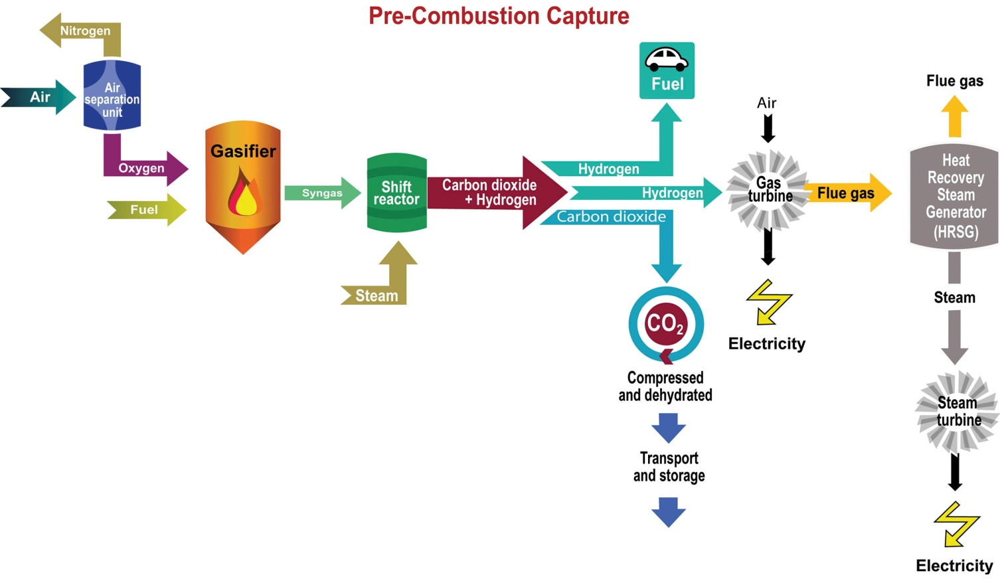 Pre-Combustion Capture
Nitrogen
Air
Air
separation
unit
Oxygen
Fuel
Gasifier
Syngas
Shift
reactor
Steam
Carbon dioxide
+ Hydrogen
Hydrogen
Fuel
Hydrogen
Carbon dioxide
CO₂
Compressed
and dehydrated
Transport
and storage
Air
Gas
turbine
Electricity
Flue gas
Flue gas
Heat
Recovery
Steam
Generator
(HRSG)
Steam
Steam
turbine
Electricity